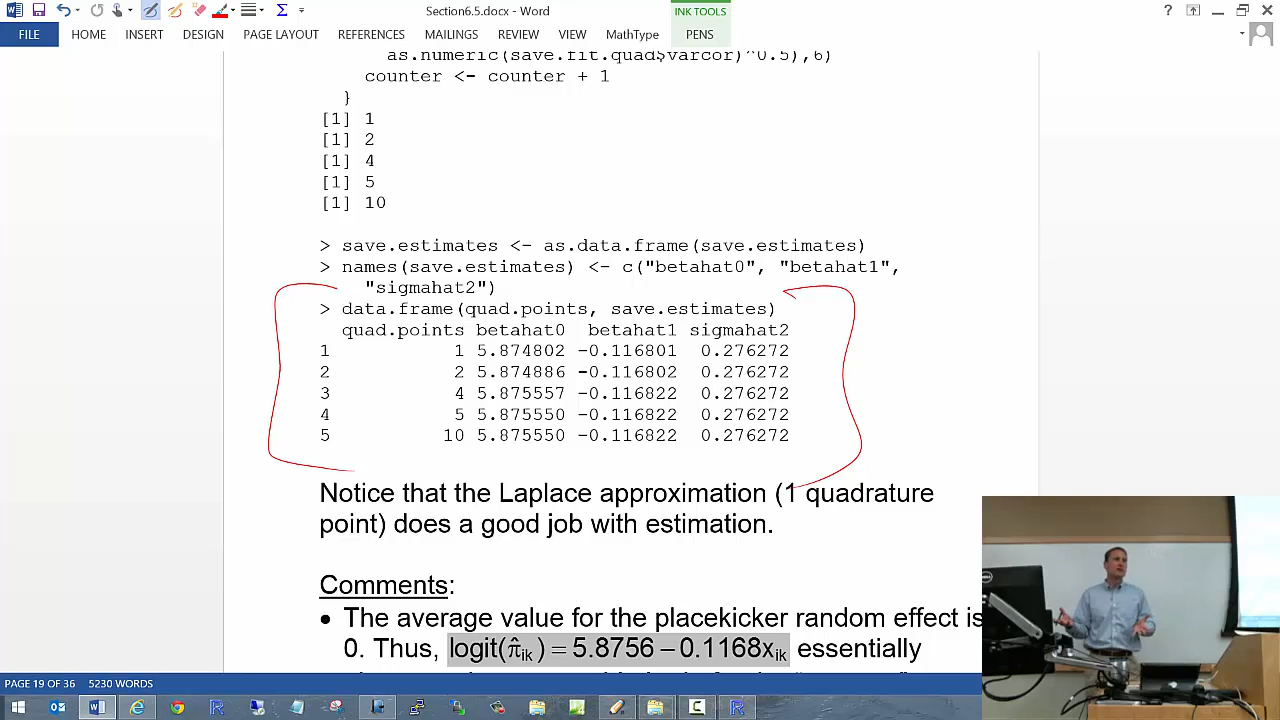 Section6.5.docx - Word
INK TOOLS
FILE HOME INSERT DESIGN PAGE LAYOUT REFERENCES MAILINGS REVIEW VIEW MathType PENS
as.numeric(save.fit.quad$varcor)^0.5),6)
counter <- counter + 1
}
[1] 1
[1] 2
[1] 4
[1] 5
[1] 10
> save.estimates <- as.data.frame(save.estimates)
> names(save.estimates) <- c("betahat0", "betahat1",
"sigmahat2")
> data.frame(quad.points, save.estimates)
quad.points betahat0 betahat1 sigmahat2
1 1 5.874802 -0.116801 0.276272
2 2 5.874886 -0.116802 0.276272
3 4 5.875557 -0.116822 0.276272
4 5 5.875550 -0.116822 0.276272
5 10 5.875550 -0.116822 0.276272
Notice that the Laplace approximation (1 quadrature
point) does a good job with estimation.
Comments:
• The average value for the placekicker random effect is
0. Thus, logit(π̂ik) = 5.8756 − 0.1168xik essentially
PAGE 19 OF 36 5230 WORDS